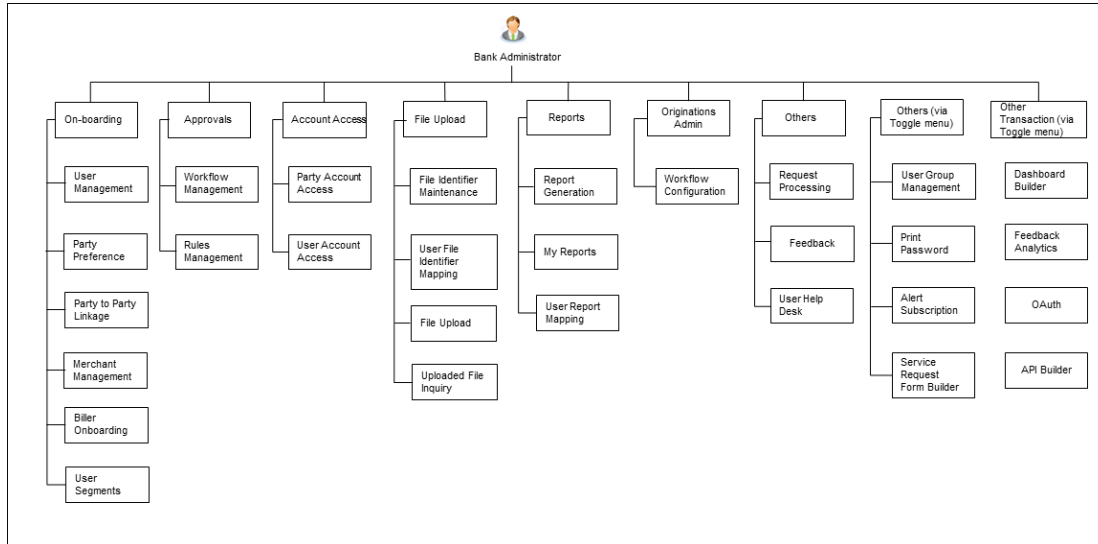 Bank Administrator
On-boarding
User
Management
Party
Preference
Party to Party
Linkage
Merchant
Management
Biller
Onboarding
User
Segments
Approvals
Workflow
Management
Rules
Management
Account Access
Party Account
Access
User Account
Access
File Upload
File Identifier
Maintenance
User File
Identifier
Mapping
File Upload
Uploaded File
Inquiry
Reports
Report
Generation
My Reports
User Report
Mapping
Originations
Admin
Workflow
Configuration
Others
Request
Processing
Feedback
User Help
Desk
Others (via
Toggle menu)
User Group
Management
Print
Password
Alert
Subscription
Service
Request
Form Builder
Other
Transaction (via
Toggle menu)
Dashboard
Builder
Feedback
Analytics
OAuth
API Builder